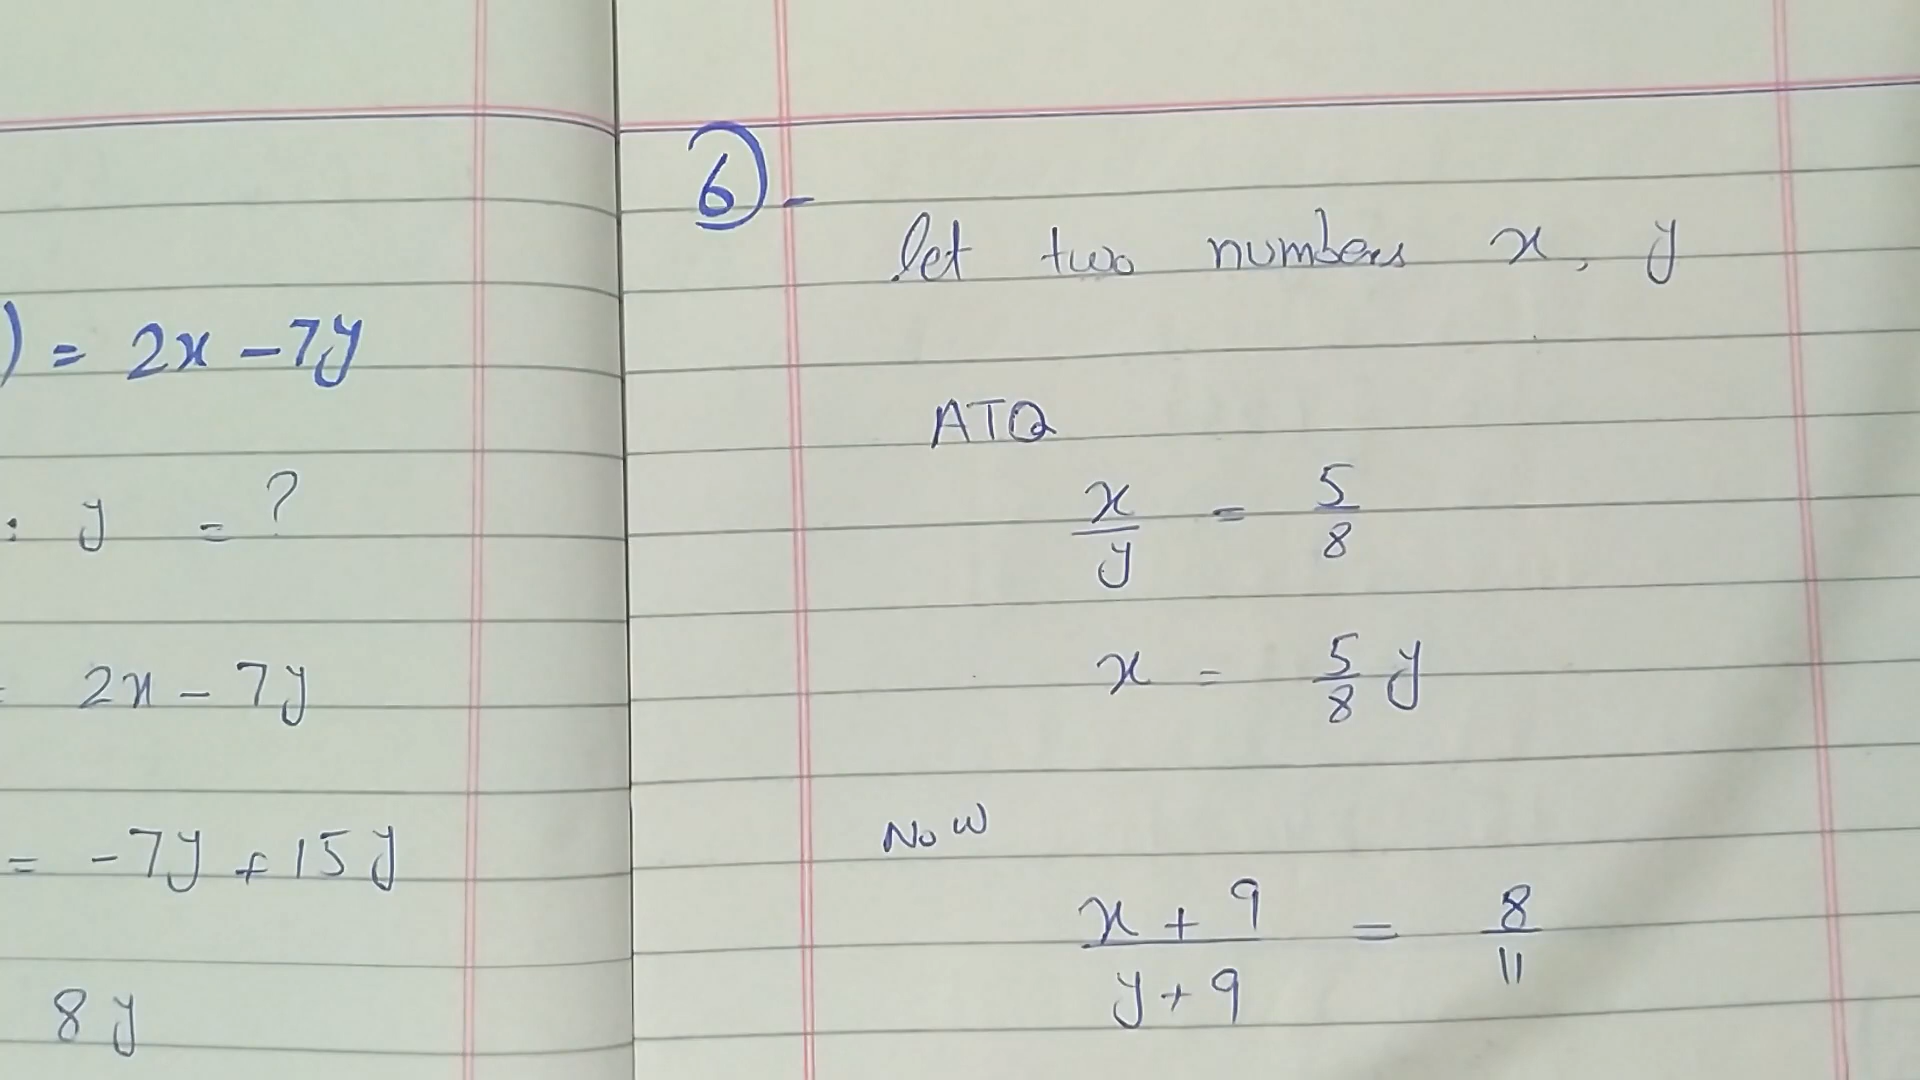 ) = 2x - 7y
: y = ?
= 2x - 7y
= -7y + 15y
8y
6 -
let two numbers x, y
ATQ
x/y = 5/8
x = 5/8 y
Now
x + 9 / y + 9 = 8/11